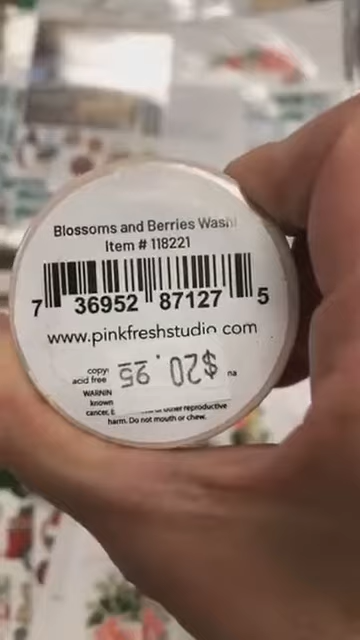 Blossoms and Berries Washi
Item # 118221
7 36952 87127 5
www.pinkfreshstudio.com
copy
acid free
$20.95
na
WARNIN
known
cancer,
other reproductive
harm. Do not mouth or chew.